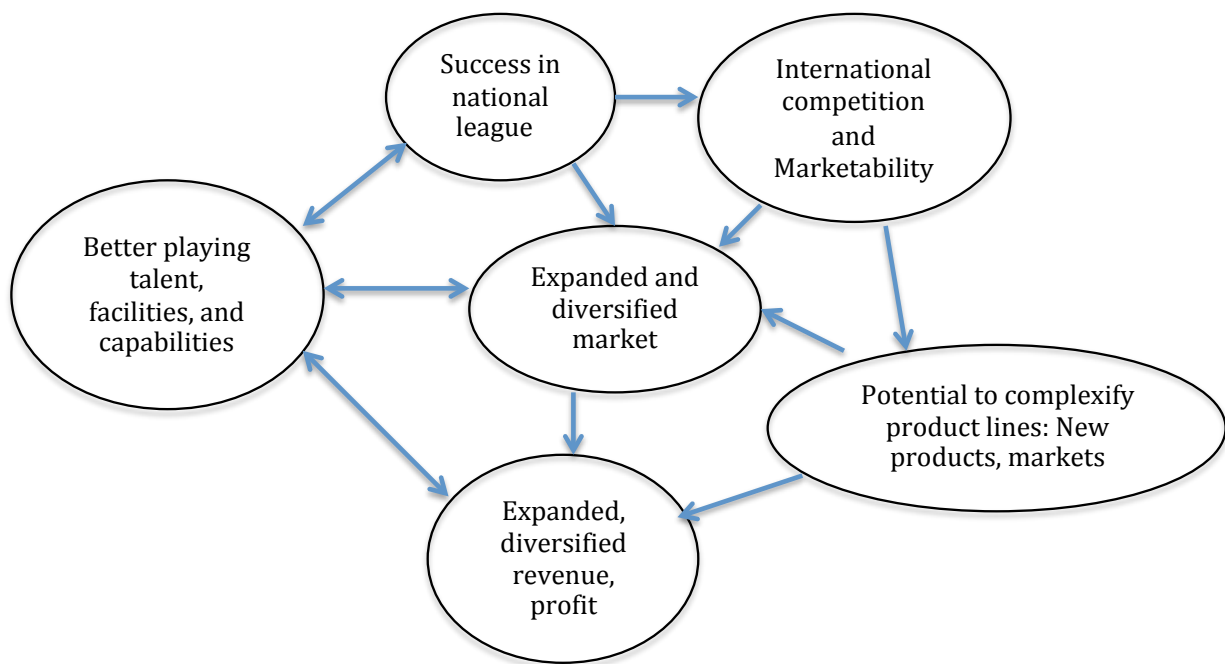 Success in
national
league
International
competition
and
Marketability
Better playing
talent,
facilities, and
capabilities
Expanded and
diversified
market
Potential to complexify
product lines: New
products, markets
Expanded,
diversified
revenue,
profit